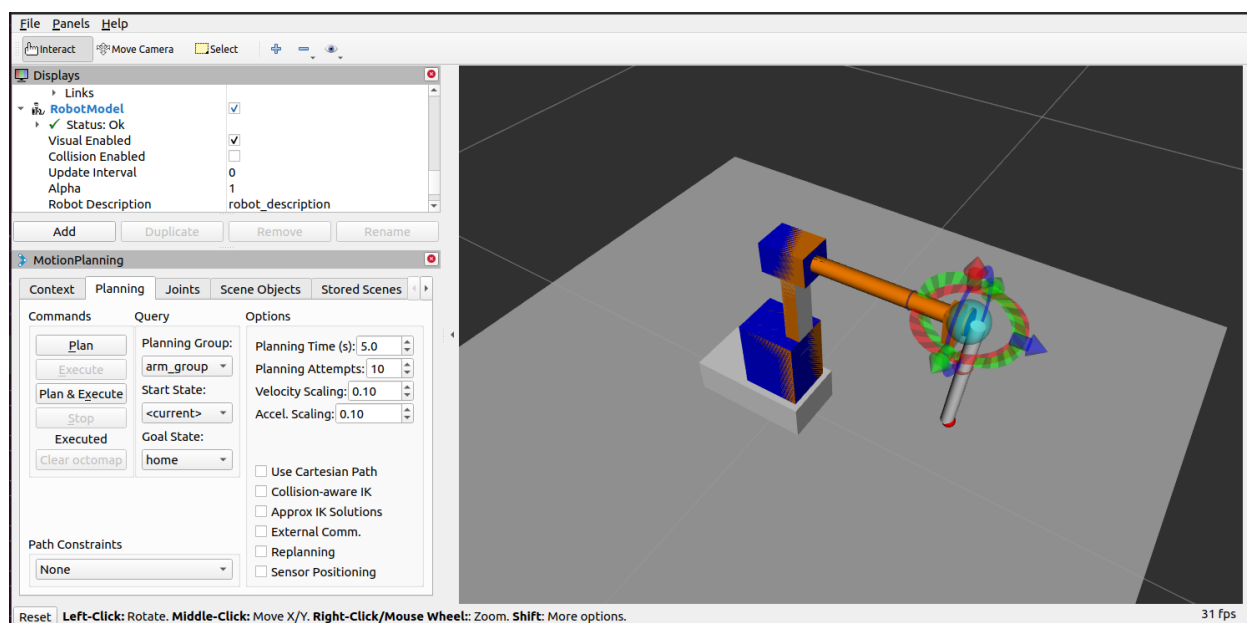 File Panels Help
Interact Move Camera Select
Displays
Links
RobotModel
Status: Ok
Visual Enabled
Collision Enabled
Update Interval 0
Alpha 1
Robot Description robot_description
Add Duplicate Remove Rename
MotionPlanning
Context Planning Joints Scene Objects Stored Scenes
Commands Query Options
Plan Planning Group: Planning Time (s): 5.0
Execute arm_group Planning Attempts: 10
Plan & Execute Start State: Velocity Scaling: 0.10
Stop <current> Accel. Scaling: 0.10
Executed Goal State:
Clear octomap home
Use Cartesian Path
Collision-aware IK
Approx IK Solutions
External Comm.
Path Constraints Replanning
None Sensor Positioning
Reset Left-Click: Rotate. Middle-Click: Move X/Y. Right-Click/Mouse Wheel:: Zoom. Shift: More options. 31 fps